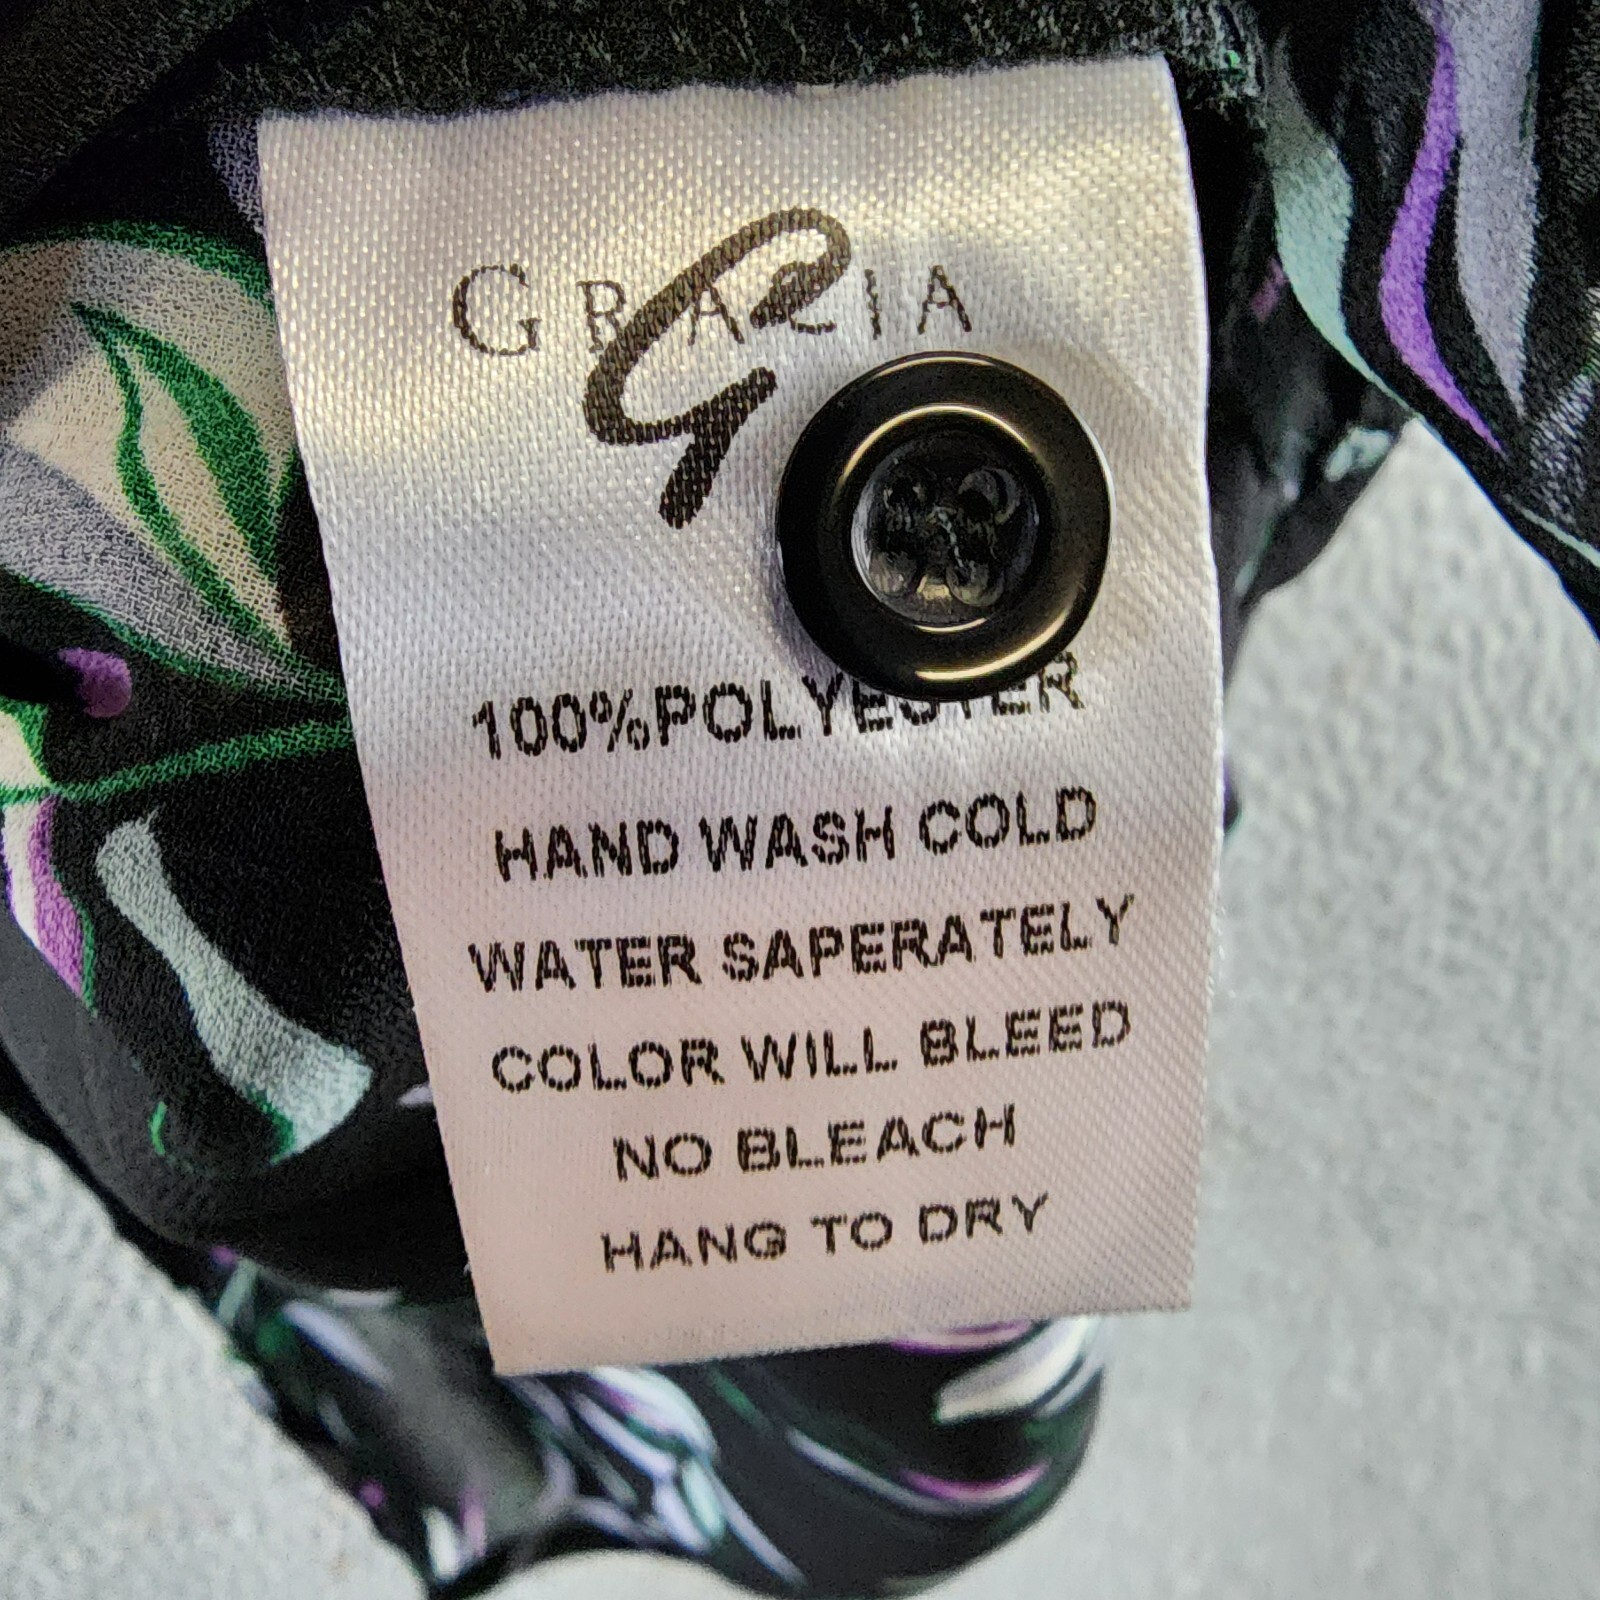 GRACIA
100%POLYESTER
HAND WASH COLD
WATER SAPERATELY
COLOR WILL BLEED
NO BLEACH
HANG TO DRY